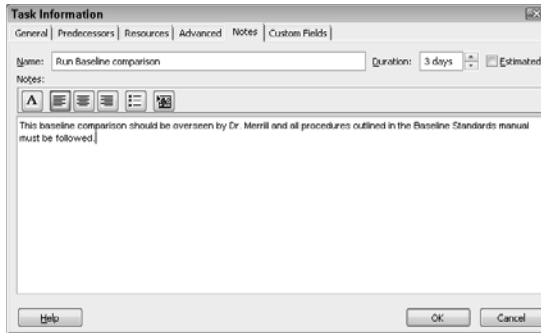 Task Information
General Predecessors Resources Advanced Notes Custom Fields
Name: Run Baseline comparison Duration: 3 days Estimated
Notes:
A
This baseline comparison should be overseen by Dr. Merrill and all procedures outlined in the Baseline Standards manual
must be followed.
Help OK Cancel